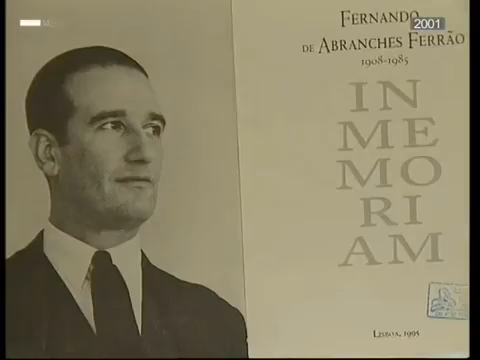 2001
FERNANDO
DE ABRANCHES FERRÃO
1908-1985
IN
ME
MO
RI
AM
LISBOA, 1995